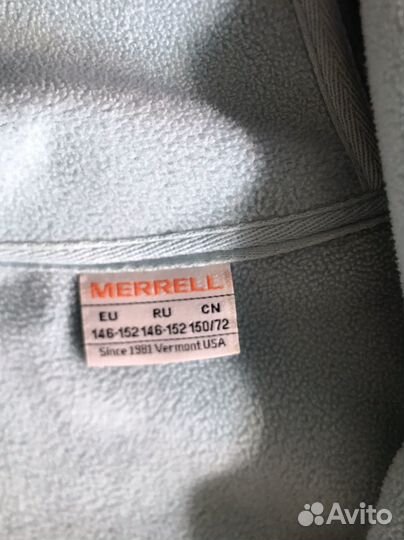 MERRELL
EU RU CN
146-152 146-152 150/72
Since 1981 Vermont USA
Avito